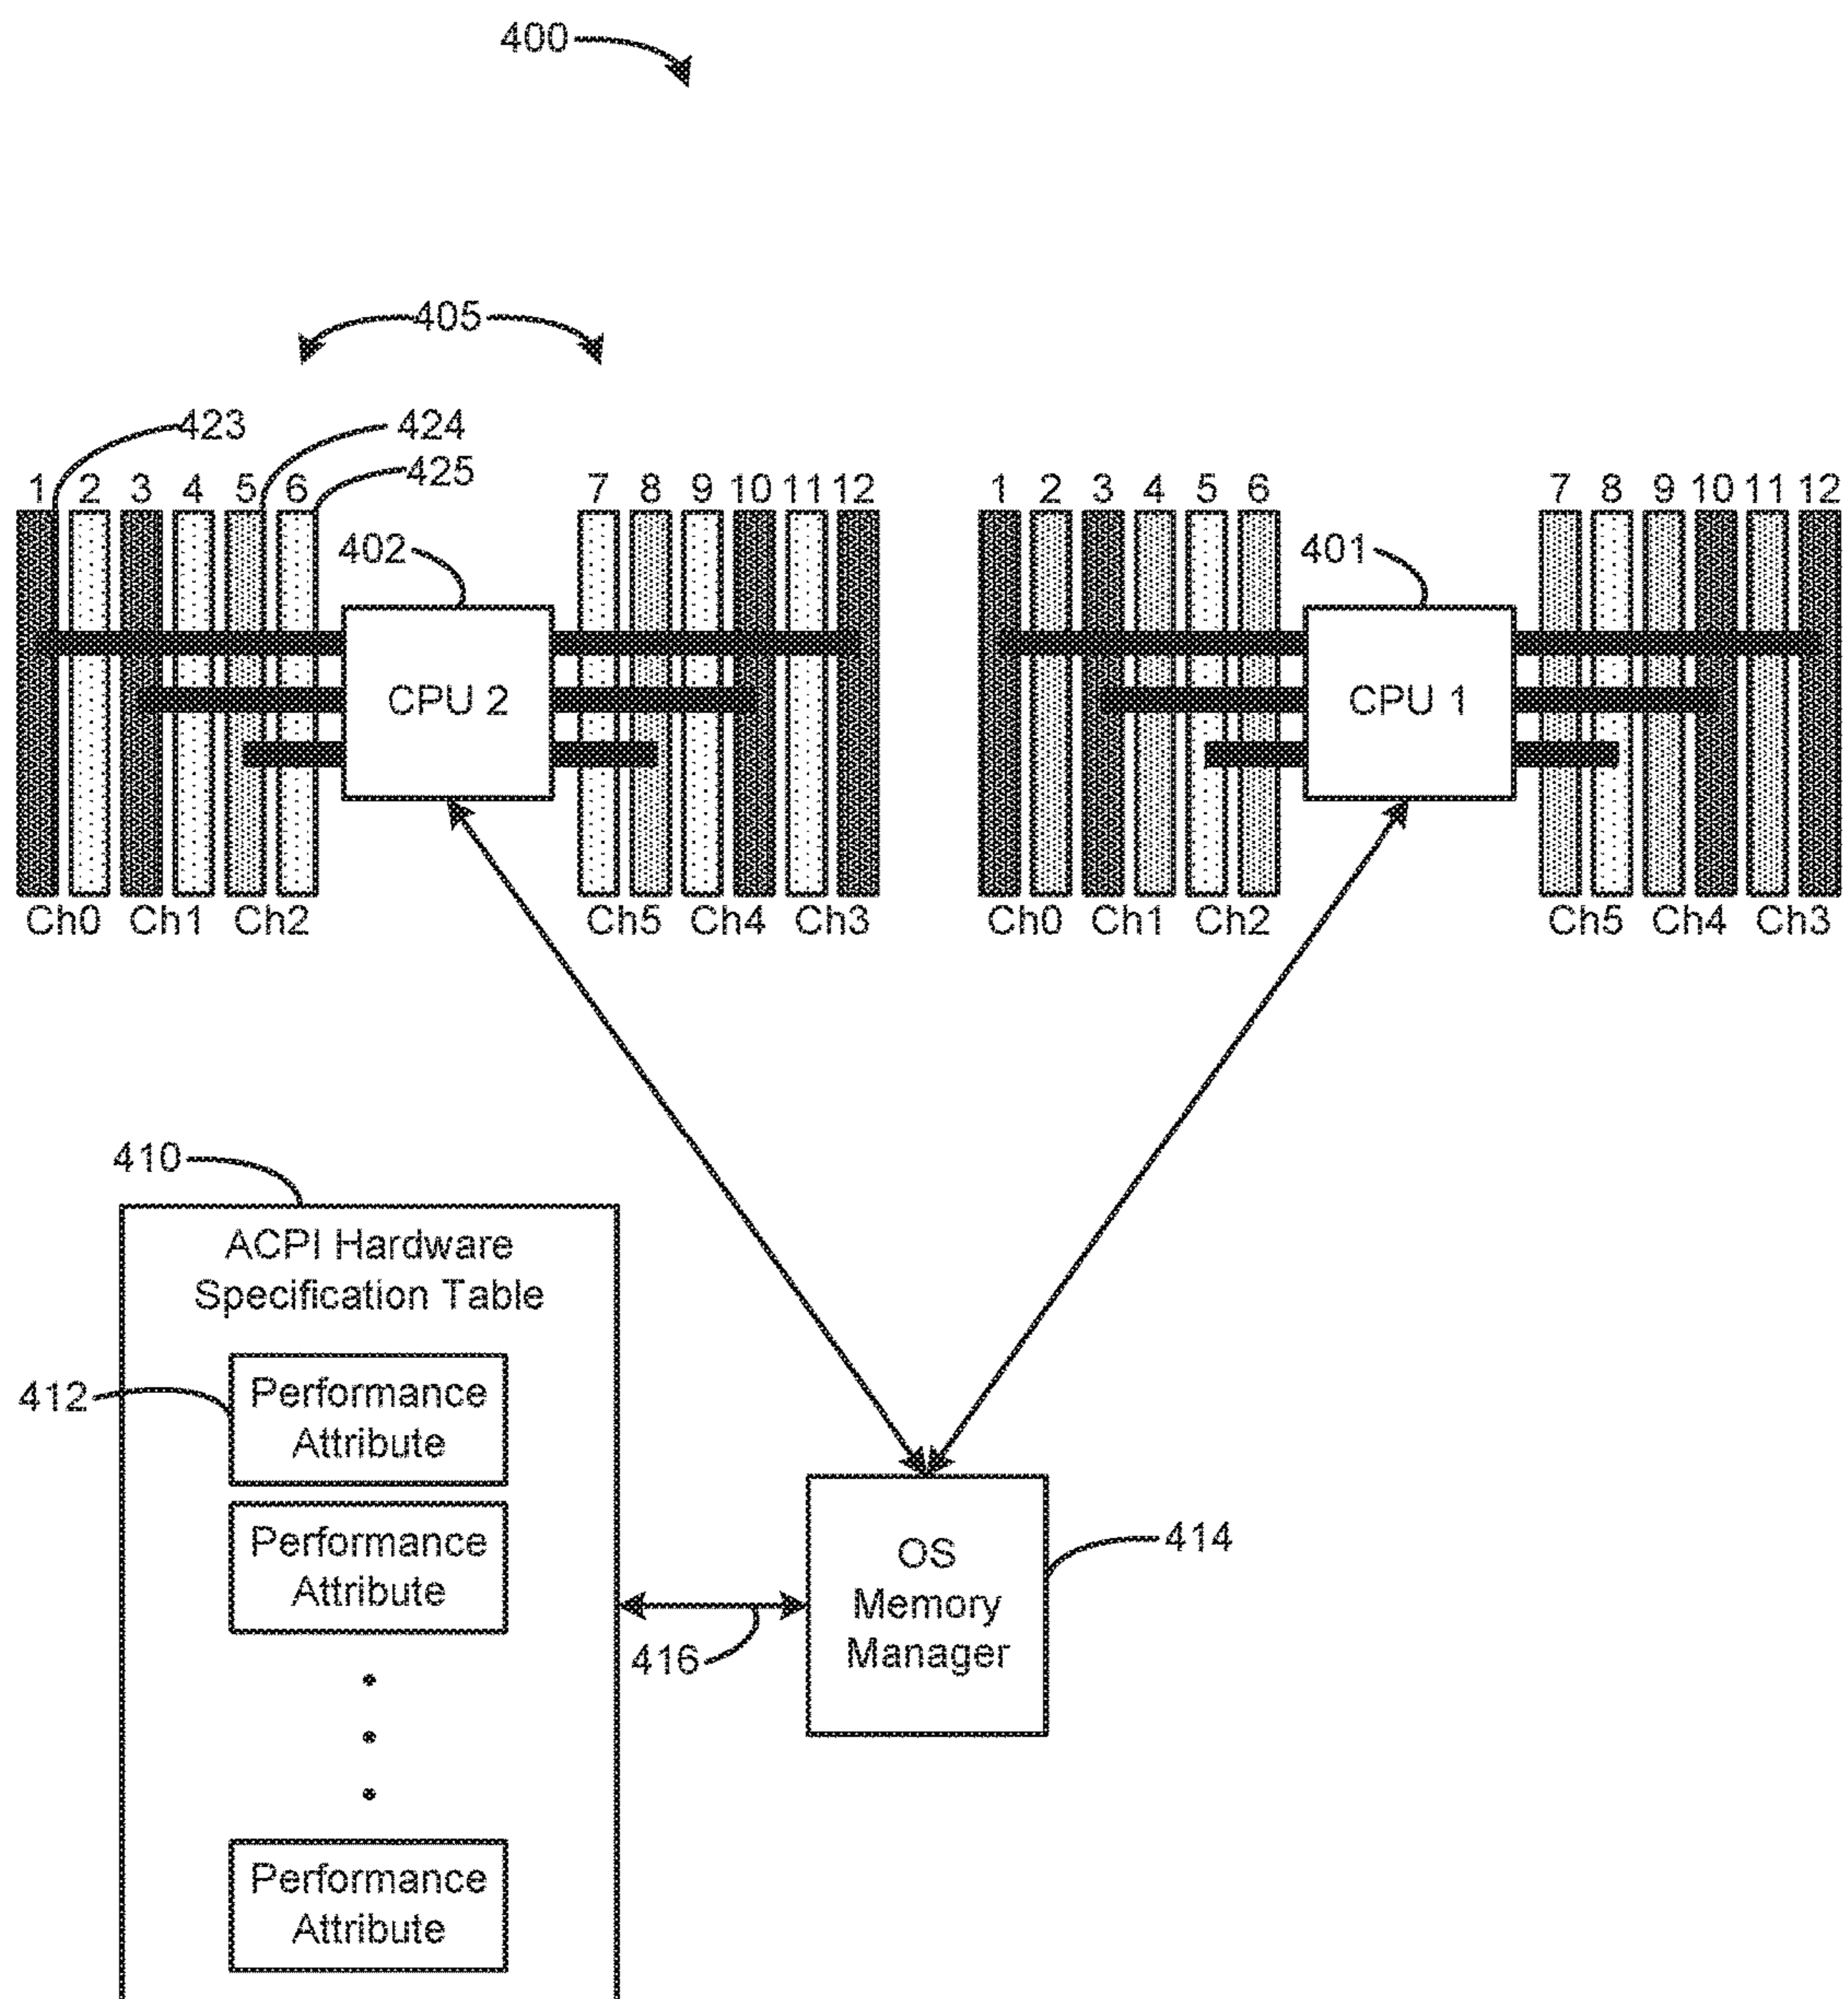 400
405
423
424
425
1 2 3 4 5 6
7 8 9 10 11 12
1 2 3 4 5 6
7 8 9 10 11 12
402
401
CPU 2
CPU 1
Ch0 Ch1 Ch2
Ch5 Ch4 Ch3
Ch0 Ch1 Ch2
Ch5 Ch4 Ch3
410
ACPI Hardware
Specification Table
412
Performance
Attribute
Performance
Attribute
Performance
Attribute
OS
Memory
Manager
414
416